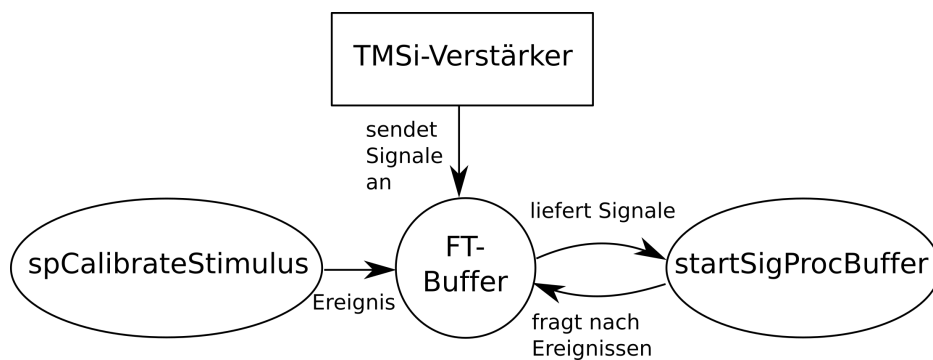 TMSi-Verstärker
sendet
Signale
an
liefert Signale
spCalibrateStimulus
FT-
Buffer
startSigProcBuffer
Ereignis
fragt nach
Ereignissen